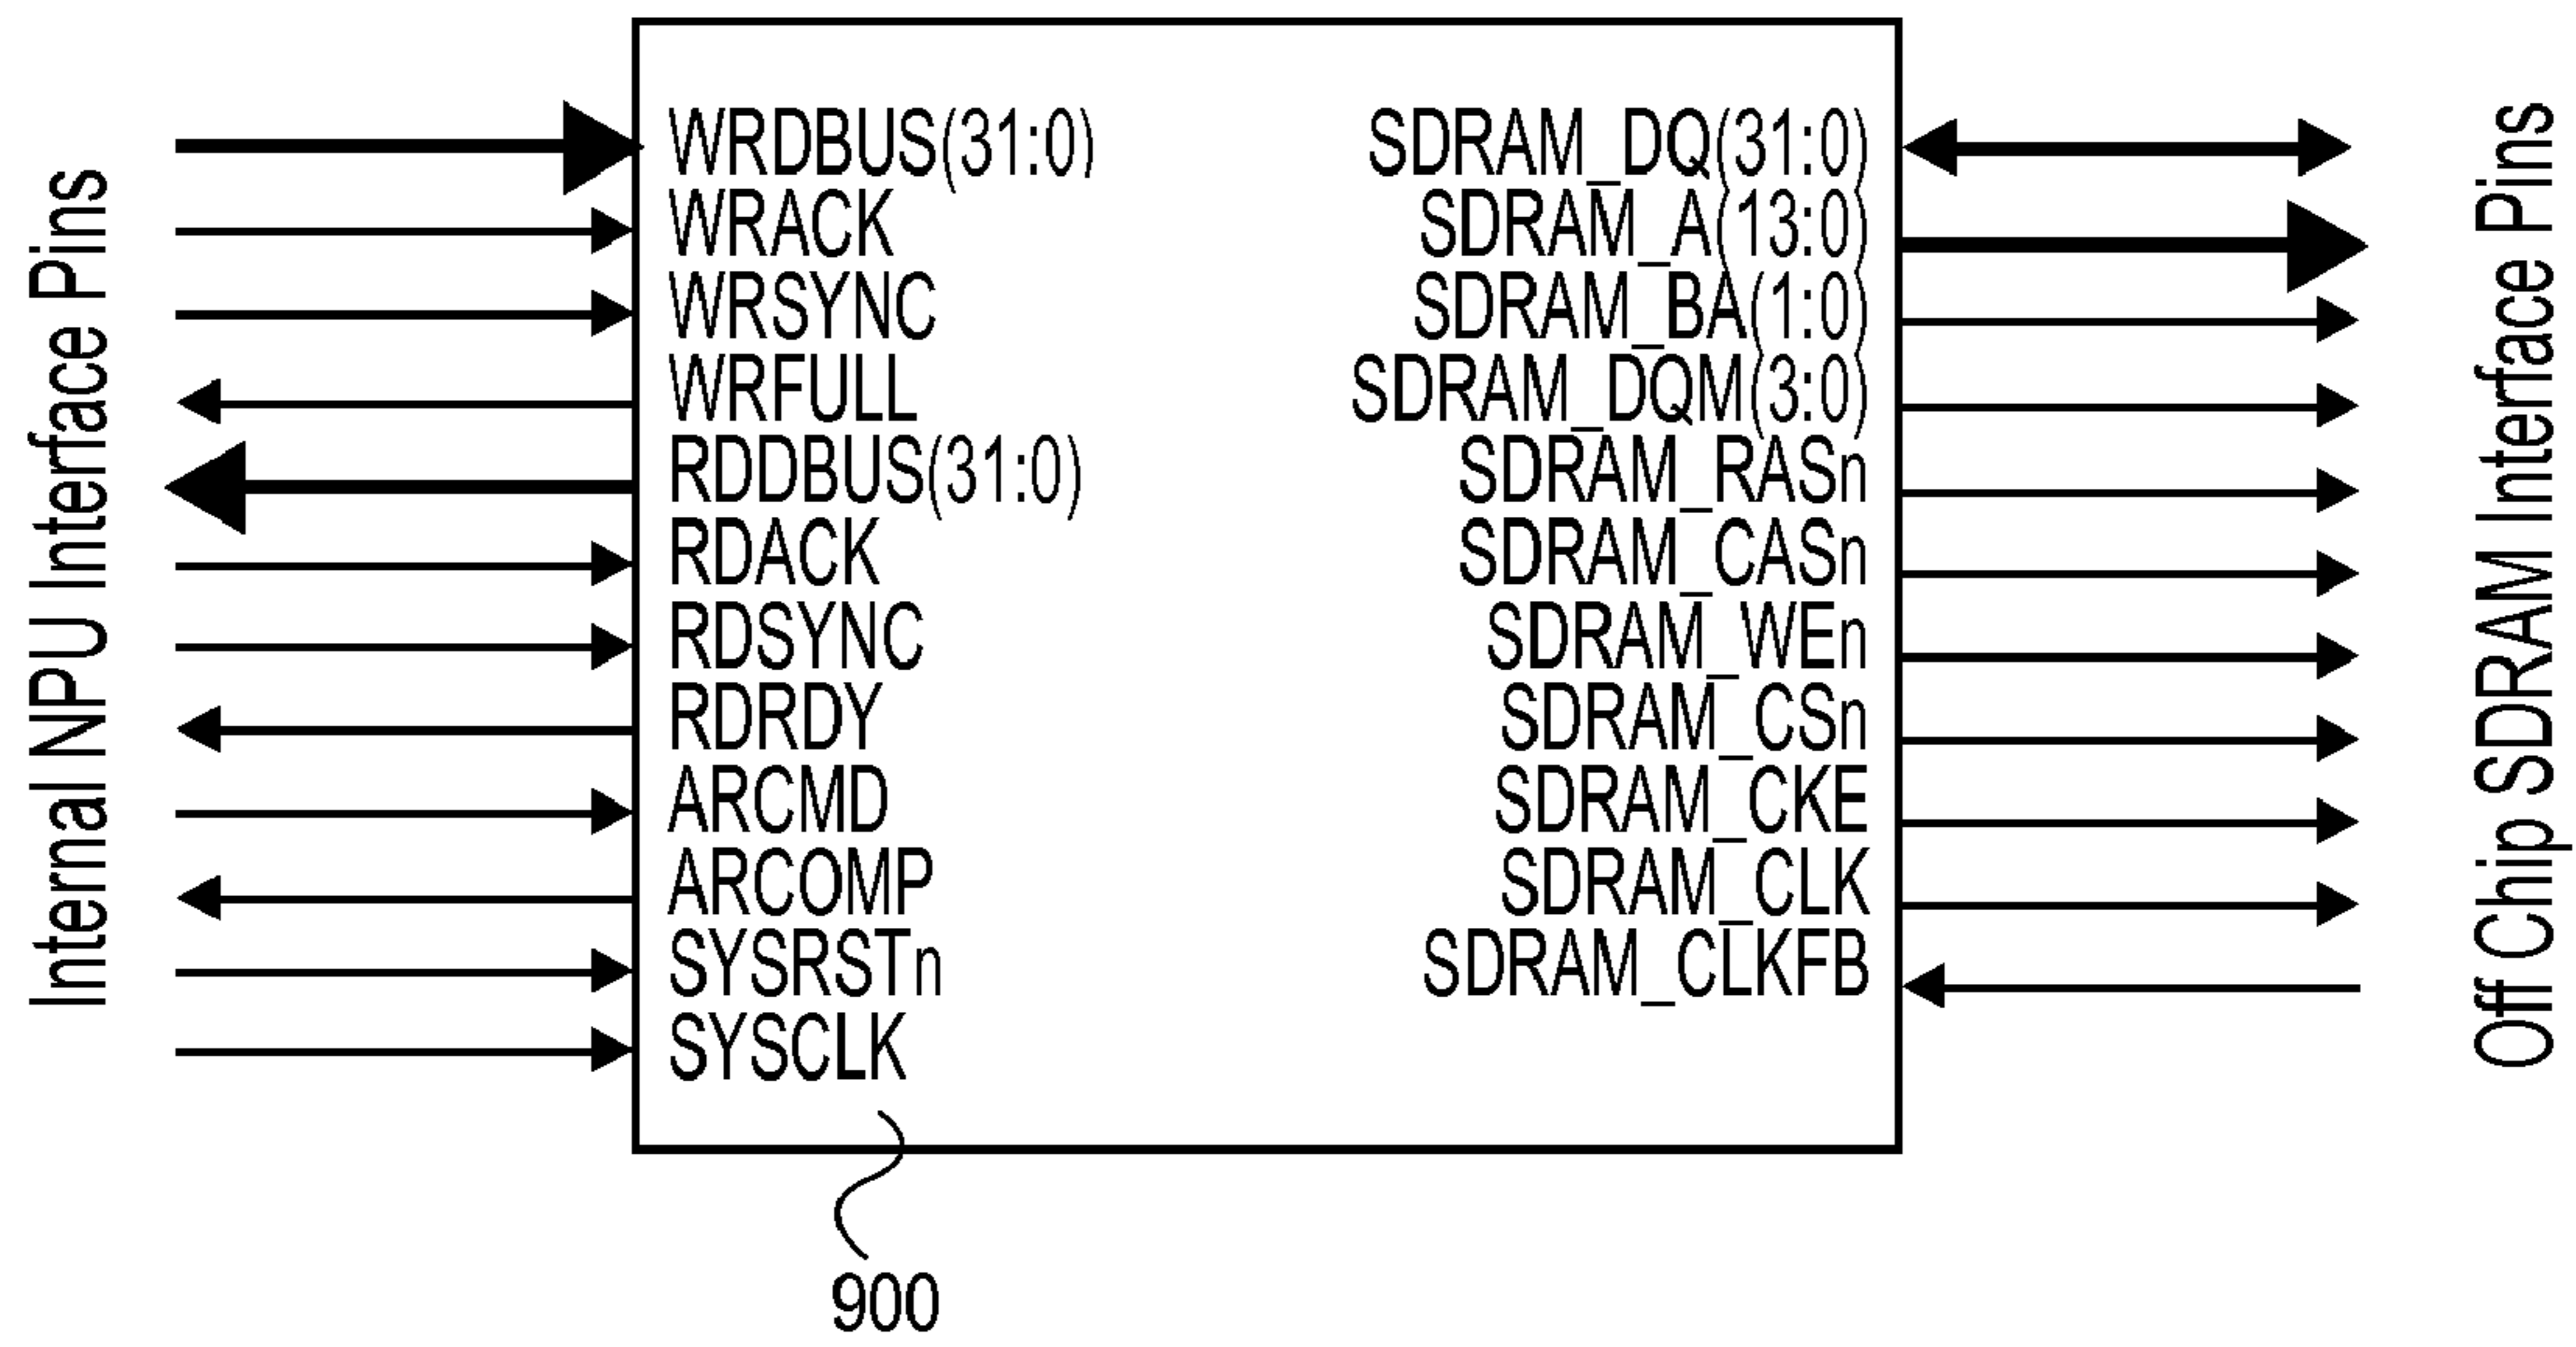 Internal NPU Interface Pins
WRDBUS(31:0)
WRACK
WRSYNC
WRFULL
RDDBUS(31:0)
RDACK
RDSYNC
RDRDY
ARCMD
ARCOMP
SYSRSTn
SYSCLK
SDRAM_DQ(31:0)
SDRAM_A(13:0)
SDRAM_BA(1:0)
SDRAM_DQM(3:0)
SDRAM_RASn
SDRAM_CASn
SDRAM_WEn
SDRAM_CSn
SDRAM_CKE
SDRAM_CLK
SDRAM_CLKFB
Off Chip SDRAM Interface Pins
900